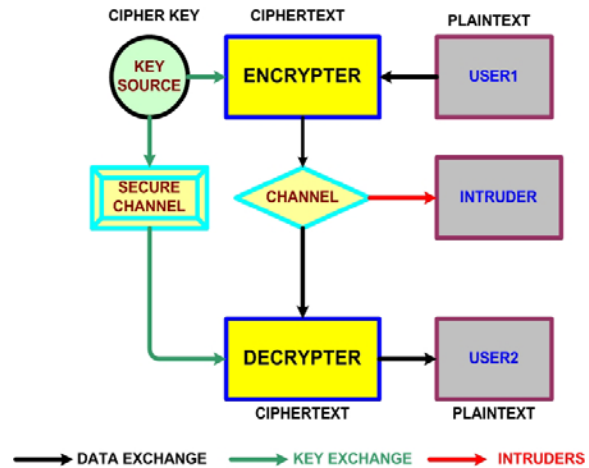 CIPHER KEY
CIPHERTEXT
PLAINTEXT
KEY
SOURCE
ENCRYPTER
USER1
SECURE
CHANNEL
CHANNEL
INTRUDER
DECRYPTER
USER2
CIPHERTEXT
PLAINTEXT
DATA EXCHANGE
KEY EXCHANGE
INTRUDERS